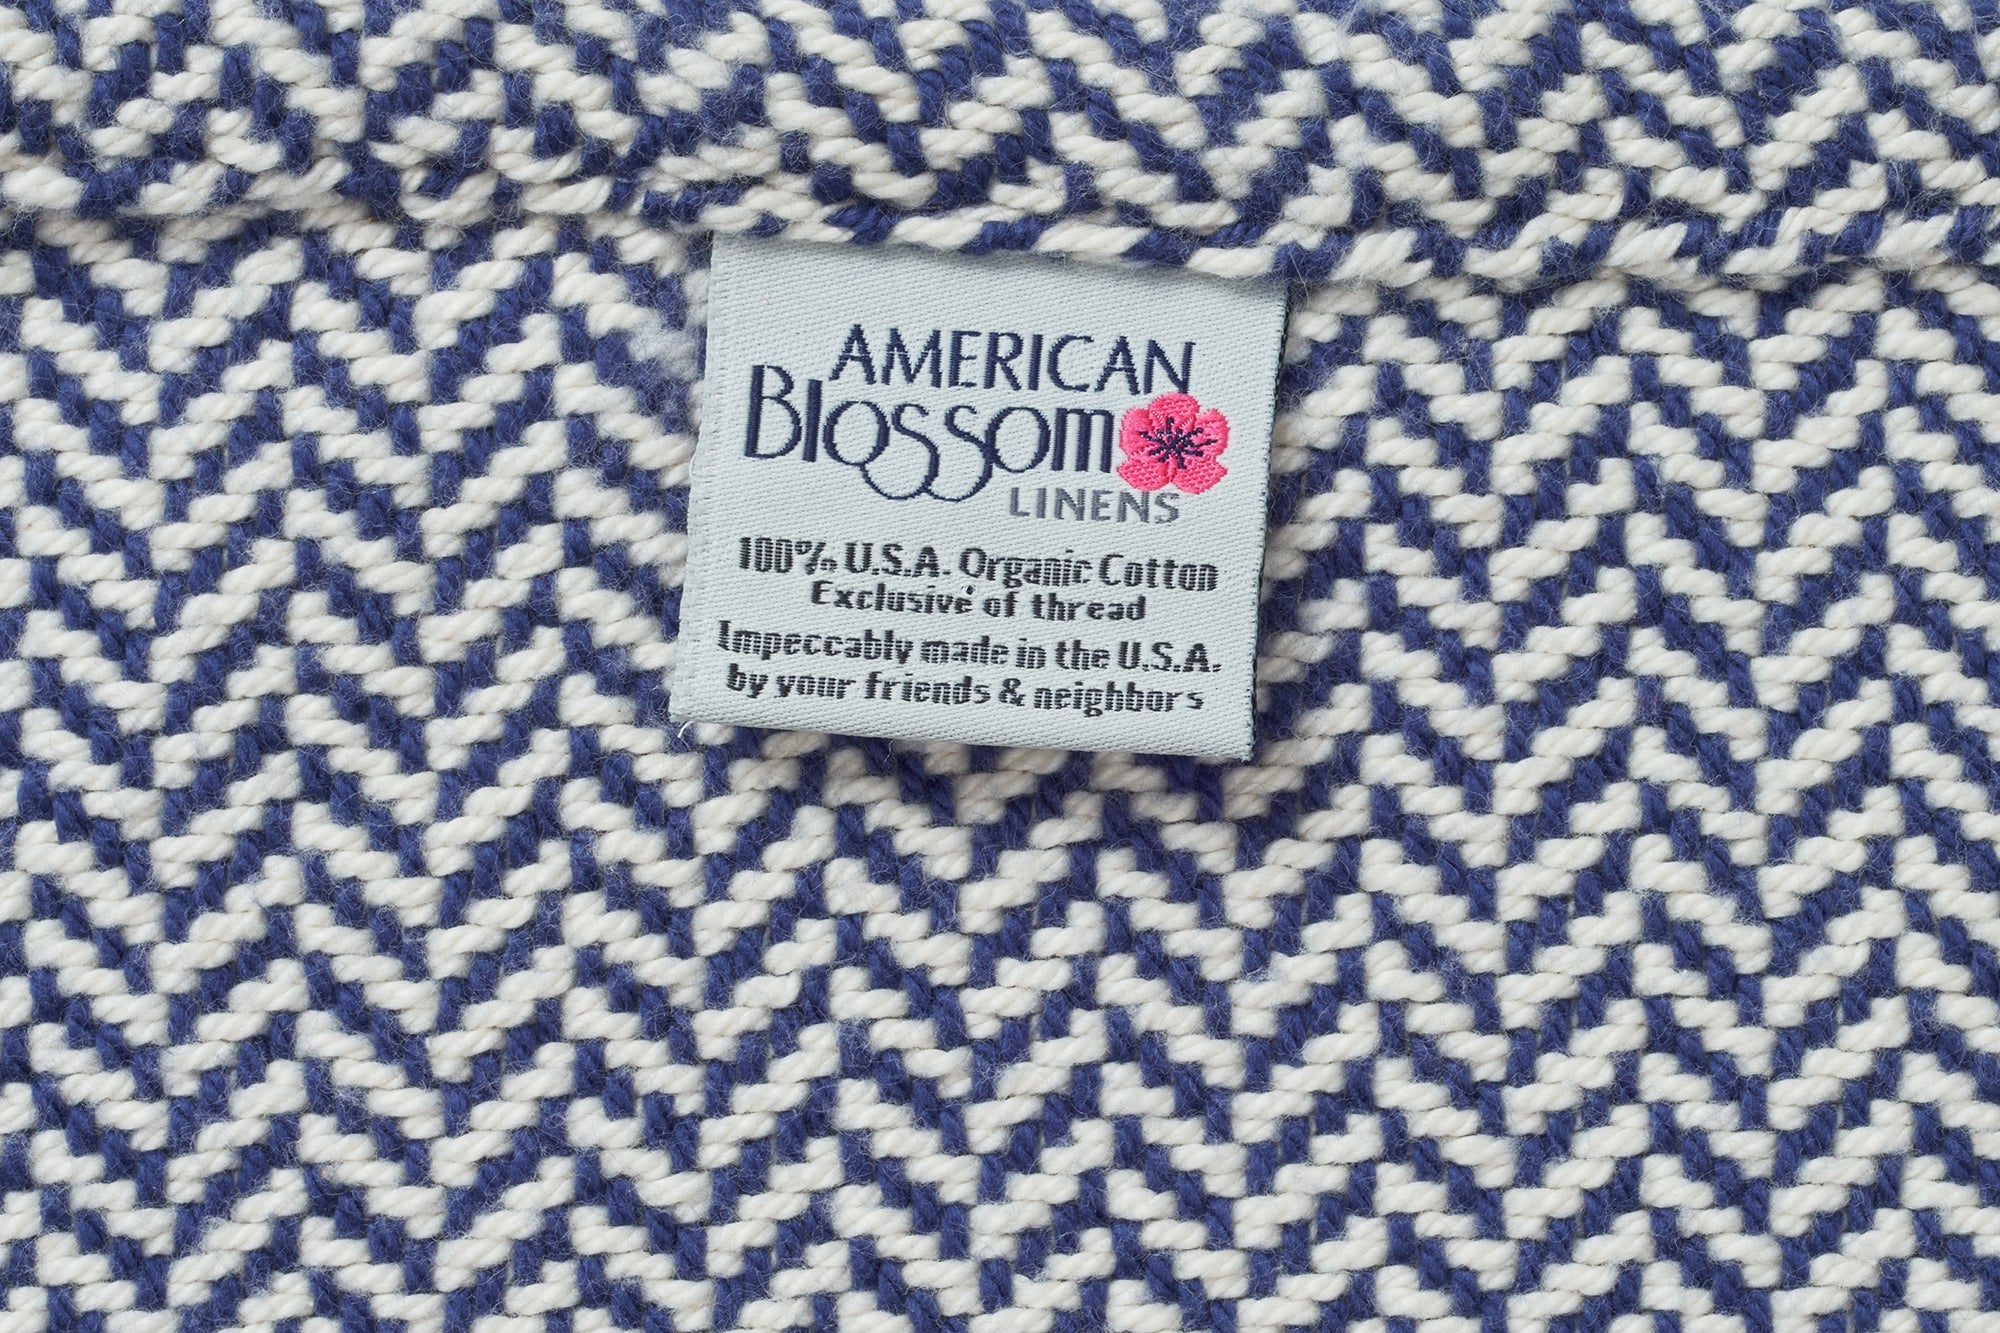 AMERICAN
Blossom
LINENS
100% U.S.A. Organic Cotton
Exclusive of thread
Impeccably made in the U.S.A.
by your friends & neighbors